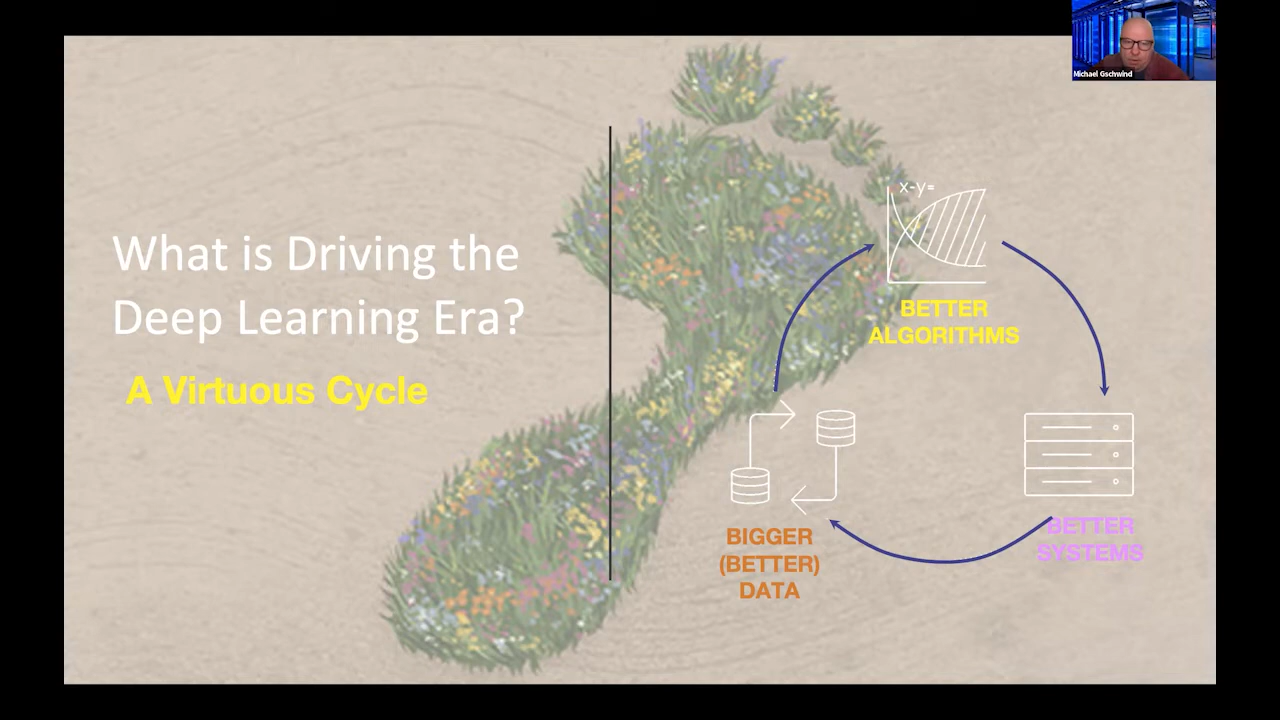 Michael Gschwind
What is Driving the
Deep Learning Era?
A Virtuous Cycle
x-y=
BETTER
ALGORITHMS
BETTER
SYSTEMS
BIGGER
(BETTER)
DATA